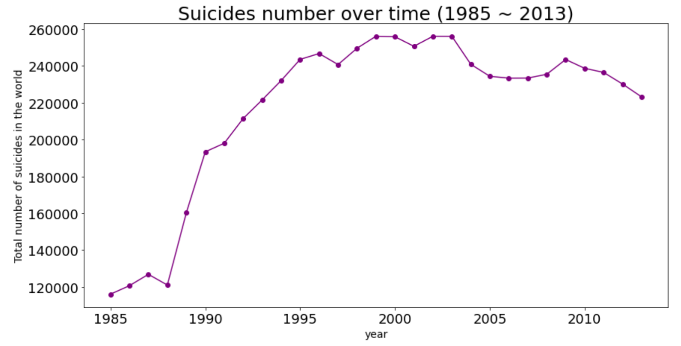 Suicides number over time (1985 ~ 2013)
Total number of suicides in the world
260000
240000
220000
200000
180000
160000
140000
120000
1985 1990 1995 2000 2005 2010
year